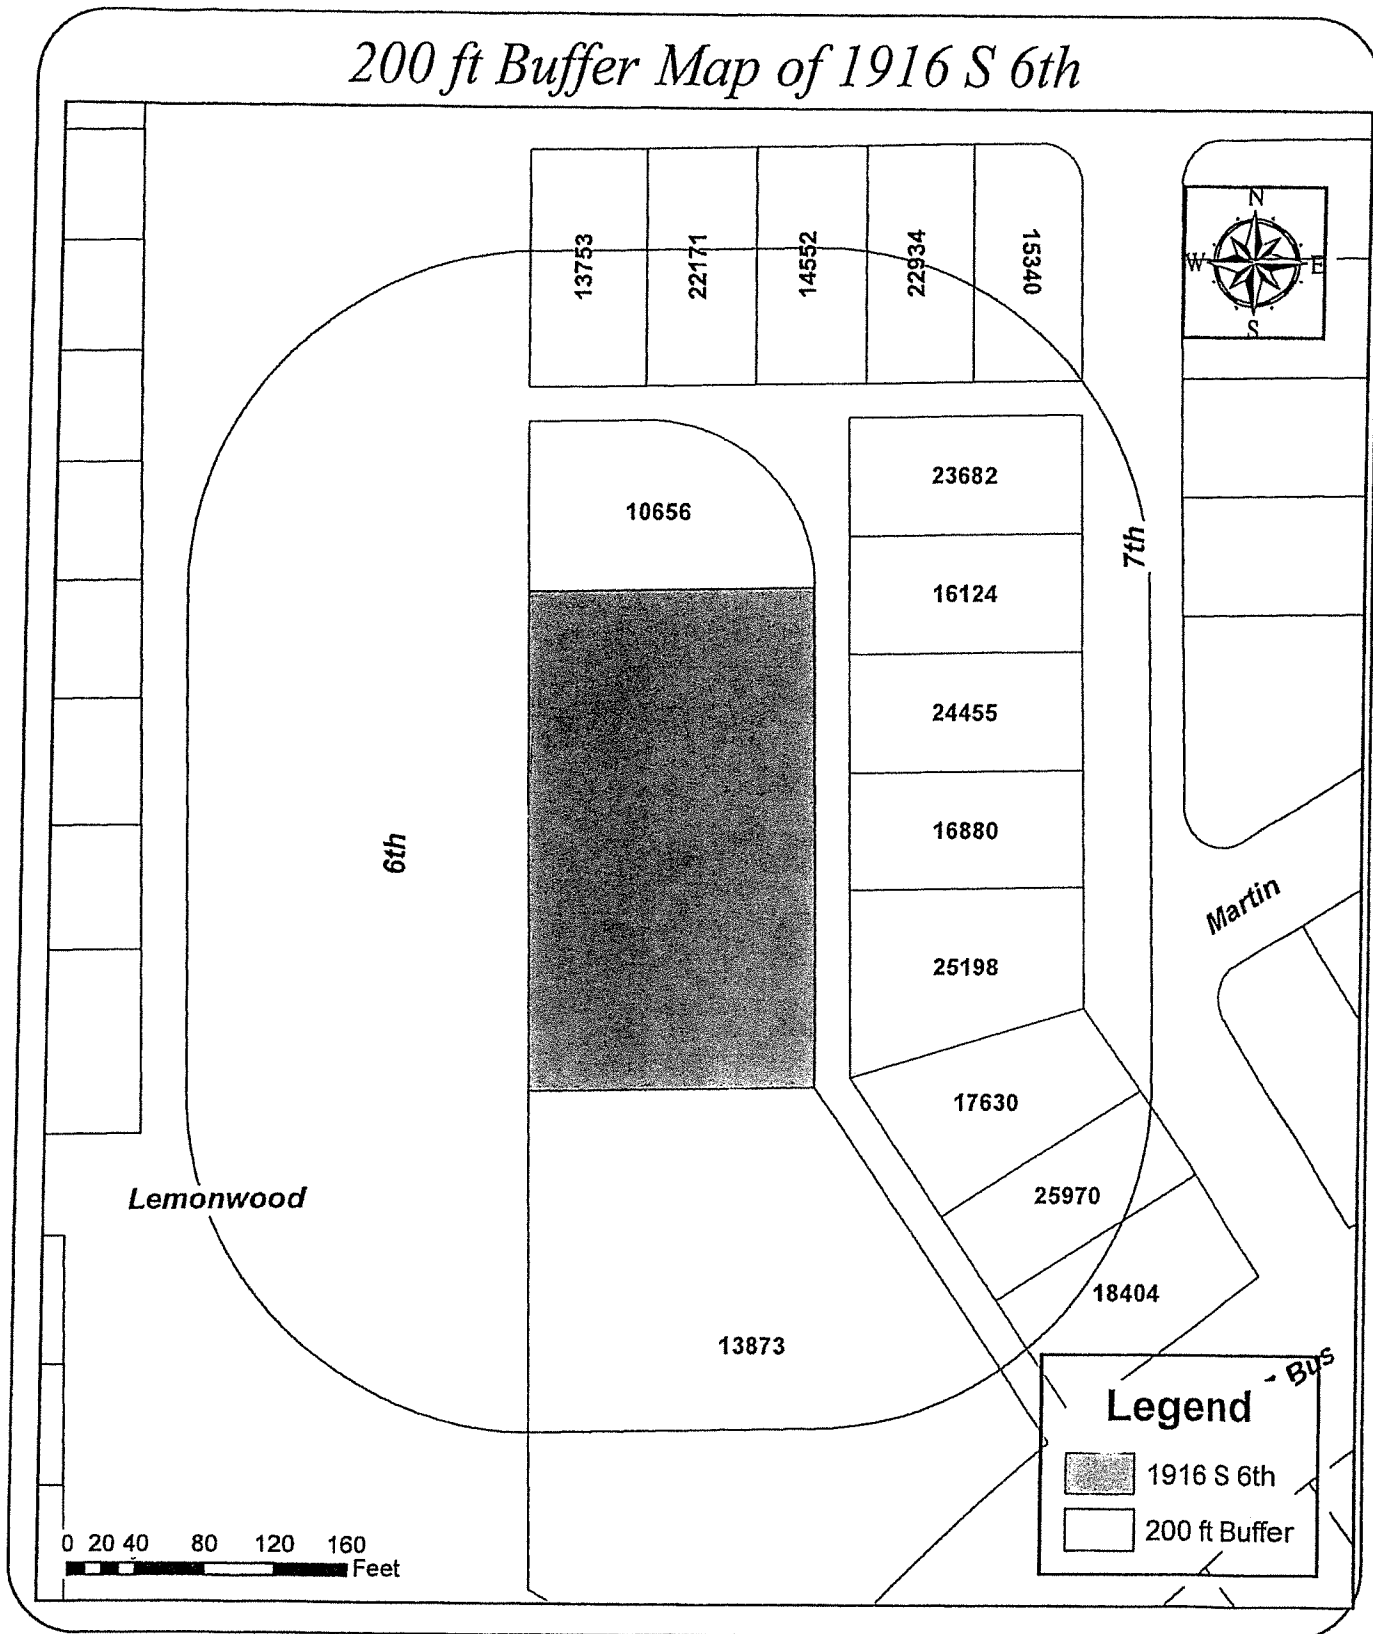 200 ft Buffer Map of 1916 S 6th
N
W E
S
13753
22171
14552
22934
15340
10656
23682
7th
16124
24455
16880
6th
Martin
25198
17630
25970
Lemonwood
18404
13873
Bus
Legend
1916 S 6th
200 ft Buffer
0 20 40 80 120 160
Feet